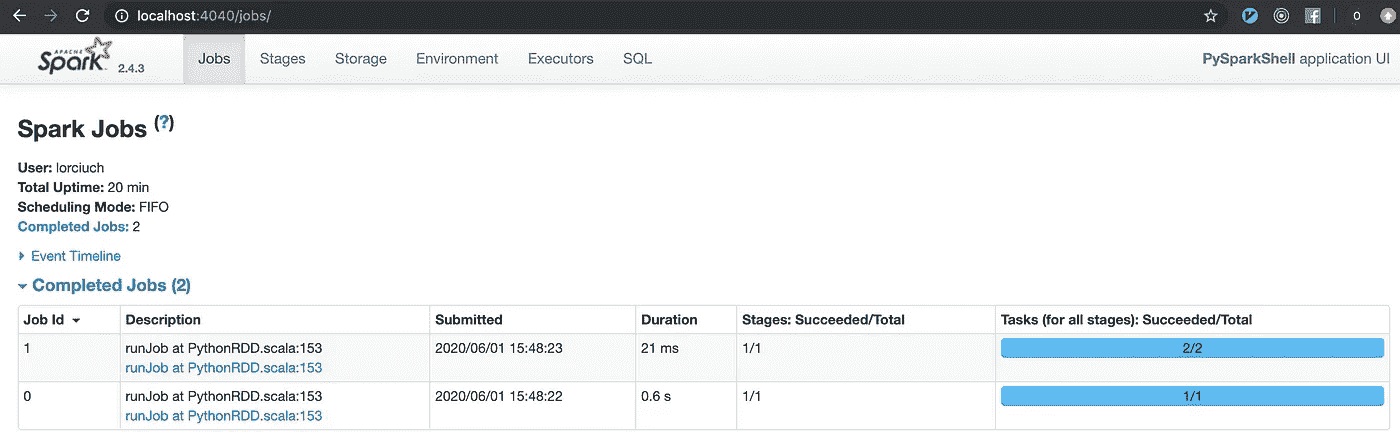 localhost:4040/jobs/
APACHE
Spark 2.4.3 Jobs Stages Storage Environment Executors SQL PySparkShell application UI
Spark Jobs (?)
User: lorciuch
Total Uptime: 20 min
Scheduling Mode: FIFO
Completed Jobs: 2
Event Timeline
Completed Jobs (2)
Job Id Description Submitted Duration Stages: Succeeded/Total Tasks (for all stages): Succeeded/Total
1 runJob at PythonRDD.scala:153 2020/06/01 15:48:23 21 ms 1/1 2/2
runJob at PythonRDD.scala:153
0 runJob at PythonRDD.scala:153 2020/06/01 15:48:22 0.6 s 1/1 1/1
runJob at PythonRDD.scala:153